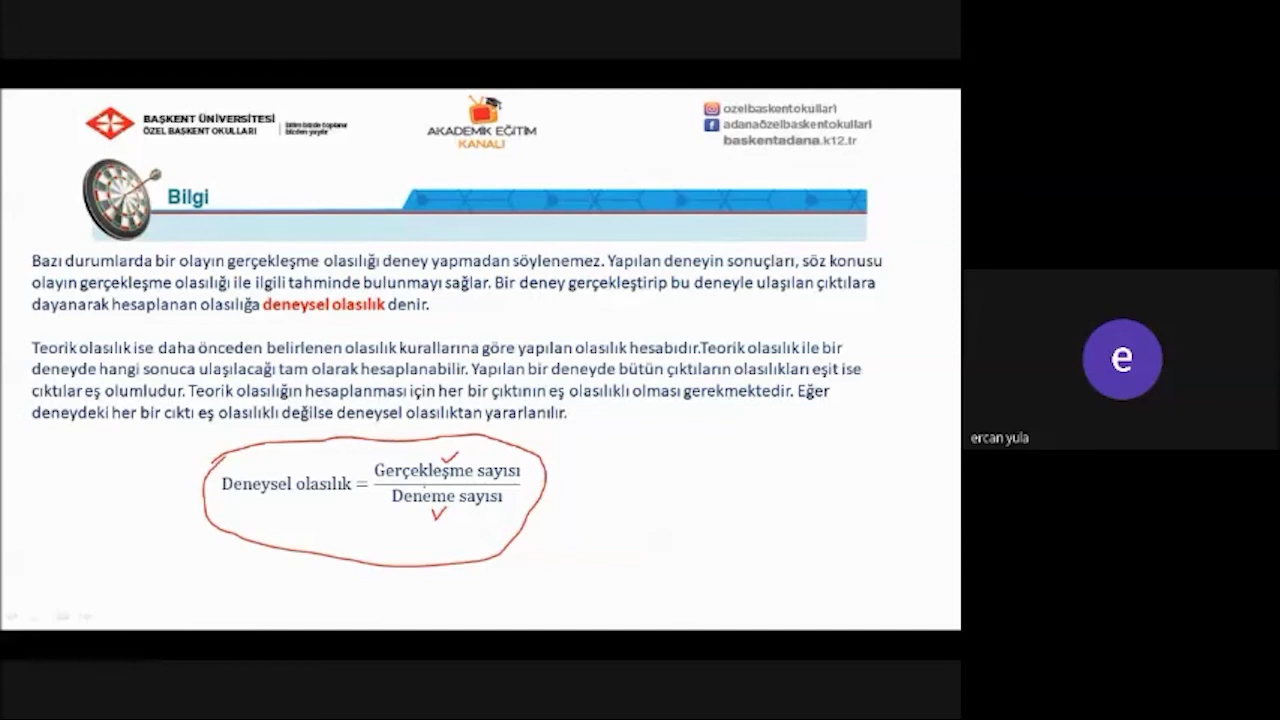 BAŞKENT ÜNİVERSİTESİ
ÖZEL BAŞKENT OKULLARI
bilim bizde toplanır
bizden yayılır
AKADEMİK EĞİTİM
KANALI
ozelbaskentokullari
adanaözelbaskentokullari
baskentadana.k12.tr
Bilgi
Bazı durumlarda bir olayın gerçekleşme olasılığı deney yapmadan söylenemez. Yapılan deneyin sonuçları, söz konusu
olayın gerçekleşme olasılığı ile ilgili tahminde bulunmayı sağlar. Bir deney gerçekleştirip bu deneyle ulaşılan çıktılara
dayanarak hesaplanan olasılığa deneysel olasılık denir.
Teorik olasılık ise daha önceden belirlenen olasılık kurallarına göre yapılan olasılık hesabıdır.Teorik olasılık ile bir
deneyde hangi sonuca ulaşılacağı tam olarak hesaplanabilir. Yapılan bir deneyde bütün çıktıların olasılıkları eşit ise
çıktılar eş olumludur. Teorik olasılığın hesaplanması için her bir çıktının eş olasılıklı olması gerekmektedir. Eğer
deneydeki her bir çıktı eş olasılıklı değilse deneysel olasılıktan yararlanılır.
Deneysel olasılık = Gerçekleşme sayısı
Deneme sayısı
e
ercan yula